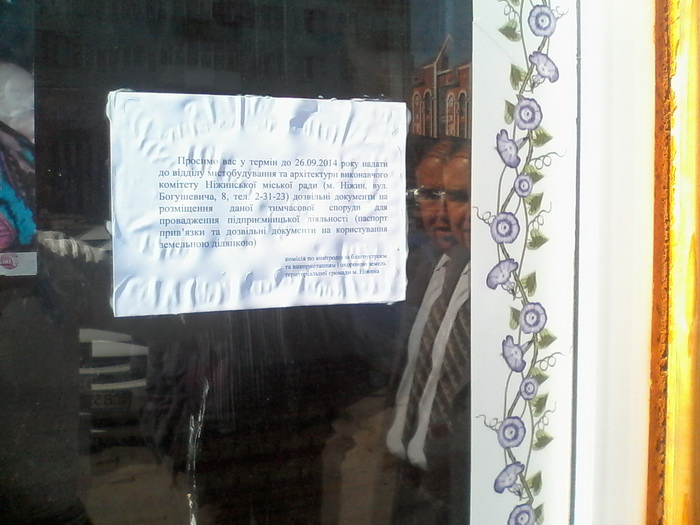 Просимо вас у термін до 26.09.2014 року надати
до відділу містобудування та архітектури виконавчого
комітету Ніжинської міської ради (м. Ніжин, вул.
Богушевича, 8, тел. 2-31-23) дозвільні документи на
розміщення даної тимчасової споруди для
провадження підприємницької діяльності (паспорт
прив'язки та дозвільні документи на користування
земельною ділянкою)
комісія по контролю за благоустроєм
та використанням і охороною земель
територіальної громади м. Ніжина